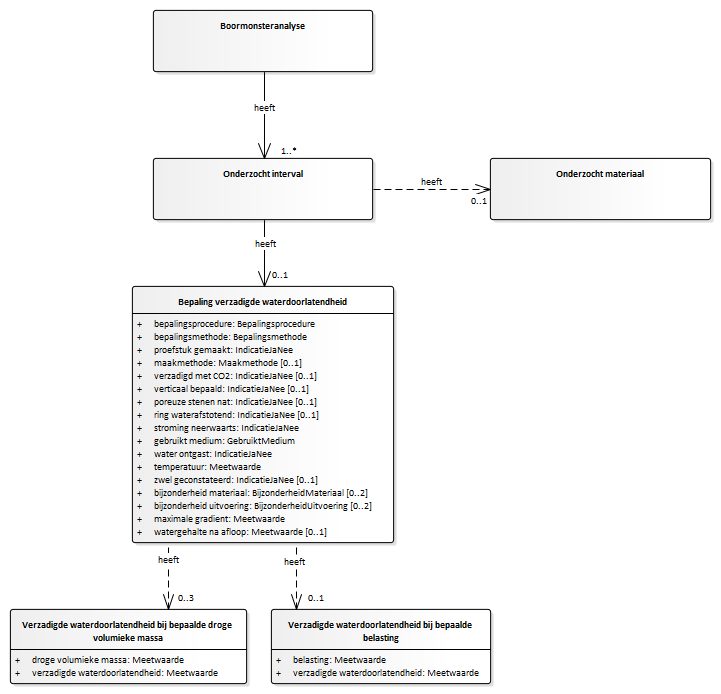 Boormonsteranalyse
heeft
1..*
Onderzocht interval
heeft
0..1
Onderzocht materiaal
heeft
0..1
Bepaling verzadigde waterdoorlatendheid
+ bepalingsprocedure: Bepalingsprocedure
+ bepalingsmethode: Bepalingsmethode
+ proefstuk gemaakt: IndicatieJaNee
+ maakmethode: Maakmethode [0..1]
+ verzadigd met CO2: IndicatieJaNee [0..1]
+ verticaal bepaald: IndicatieJaNee [0..1]
+ poreuze stenen nat: IndicatieJaNee [0..1]
+ ring waterafstotend: IndicatieJaNee [0..1]
+ stroming neerwaarts: IndicatieJaNee
+ gebruikt medium: GebruiktMedium
+ water ontgast: IndicatieJaNee
+ temperatuur: Meetwaarde
+ zwel geconstateerd: IndicatieJaNee [0..1]
+ bijzonderheid materiaal: BijzonderheidMateriaal [0..2]
+ bijzonderheid uitvoering: BijzonderheidUitvoering [0..2]
+ maximale gradient: Meetwaarde
+ watergehalte na afloop: Meetwaarde [0..1]
heeft
0..3
heeft
0..1
Verzadigde waterdoorlatendheid bij bepaalde droge
volumieke massa
+ droge volumieke massa: Meetwaarde
+ verzadigde waterdoorlatendheid: Meetwaarde
Verzadigde waterdoorlatendheid bij bepaalde
belasting
+ belasting: Meetwaarde
+ verzadigde waterdoorlatendheid: Meetwaarde